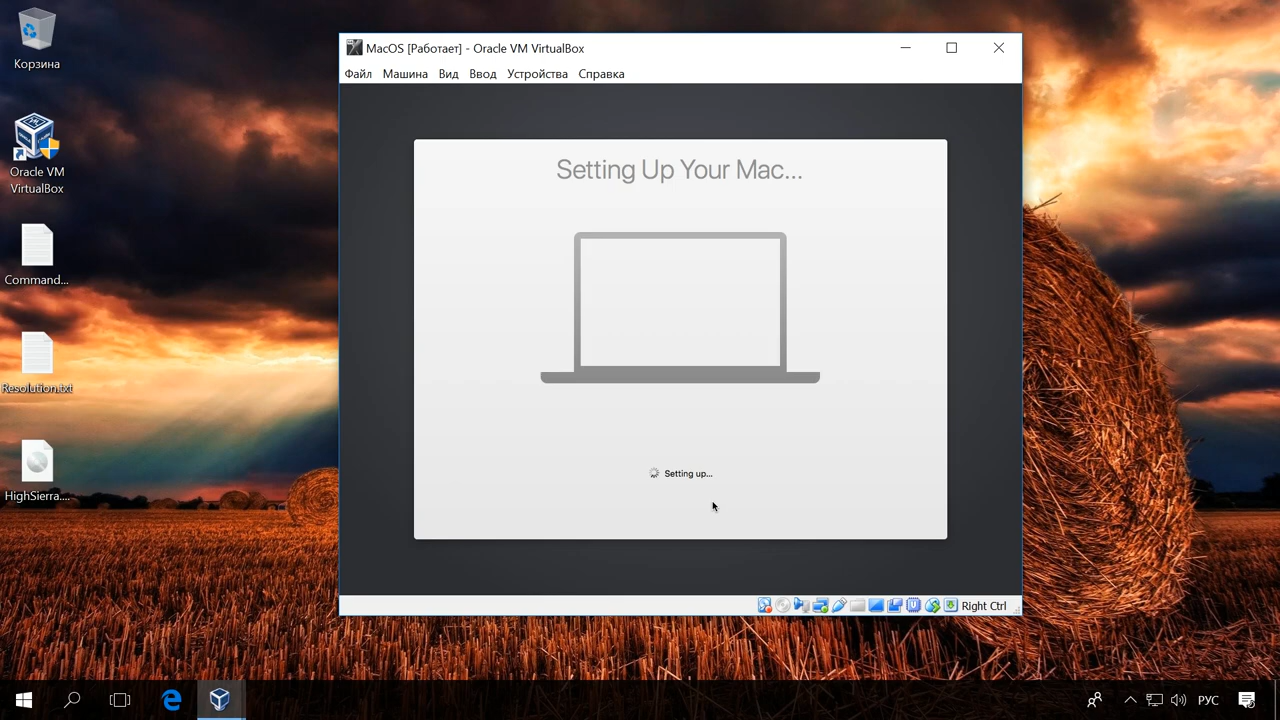 Корзина
Oracle VM
VirtualBox
Command...
Resolution.txt
HighSierra....
MacOS [Работает] - Oracle VM VirtualBox
Файл Машина Вид Ввод Устройства Справка
Setting Up Your Mac...
Setting up...
Right Ctrl
РУС